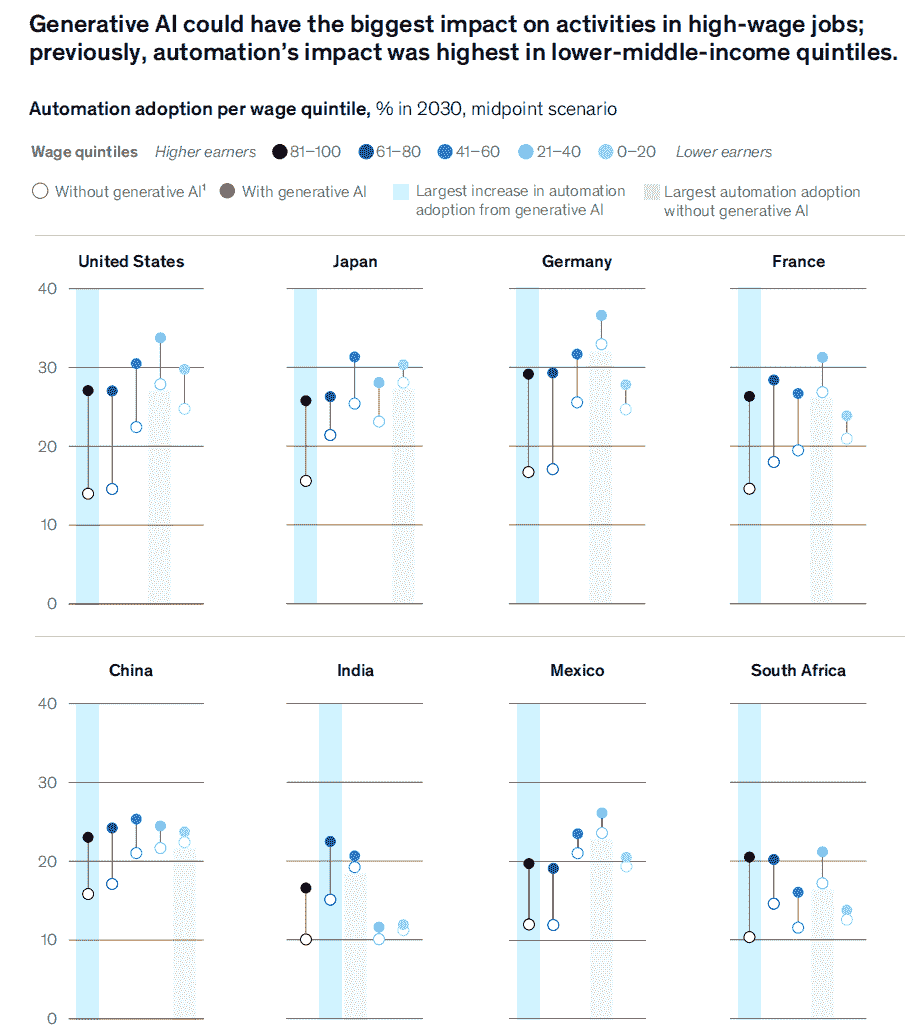 Generative AI could have the biggest impact on activities in high-wage jobs;
previously, automation's impact was highest in lower-middle-income quintiles.
Automation adoption per wage quintile, % in 2030, midpoint scenario
Wage quintiles Higher earners 81–100 61–80 41–60 21–40 0–20 Lower earners
Without generative AI¹ With generative AI Largest increase in automation adoption from generative AI Largest automation adoption without generative AI
United States Japan Germany France
40
30
20
10
0
China India Mexico South Africa
40
30
20
10
0